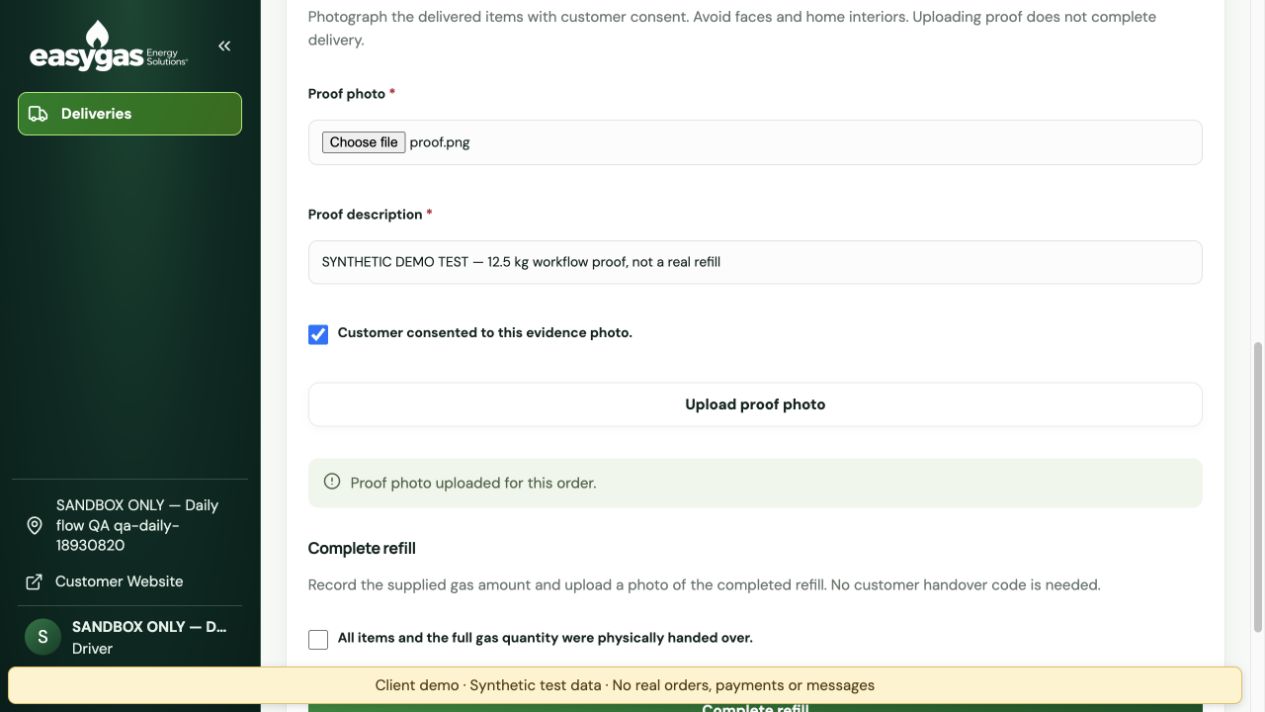 easygas Energy Solutions
Deliveries
SANDBOX ONLY — Daily
flow QA qa-daily-
18930820
Customer Website
S
SANDBOX ONLY — D...
Driver
Photograph the delivered items with customer consent. Avoid faces and home interiors. Uploading proof does not complete
delivery.
Proof photo *
Choose file proof.png
Proof description *
SYNTHETIC DEMO TEST — 12.5 kg workflow proof, not a real refill
Customer consented to this evidence photo.
Upload proof photo
Proof photo uploaded for this order.
Complete refill
Record the supplied gas amount and upload a photo of the completed refill. No customer handover code is needed.
All items and the full gas quantity were physically handed over.
Client demo · Synthetic test data · No real orders, payments or messages
Complete refill